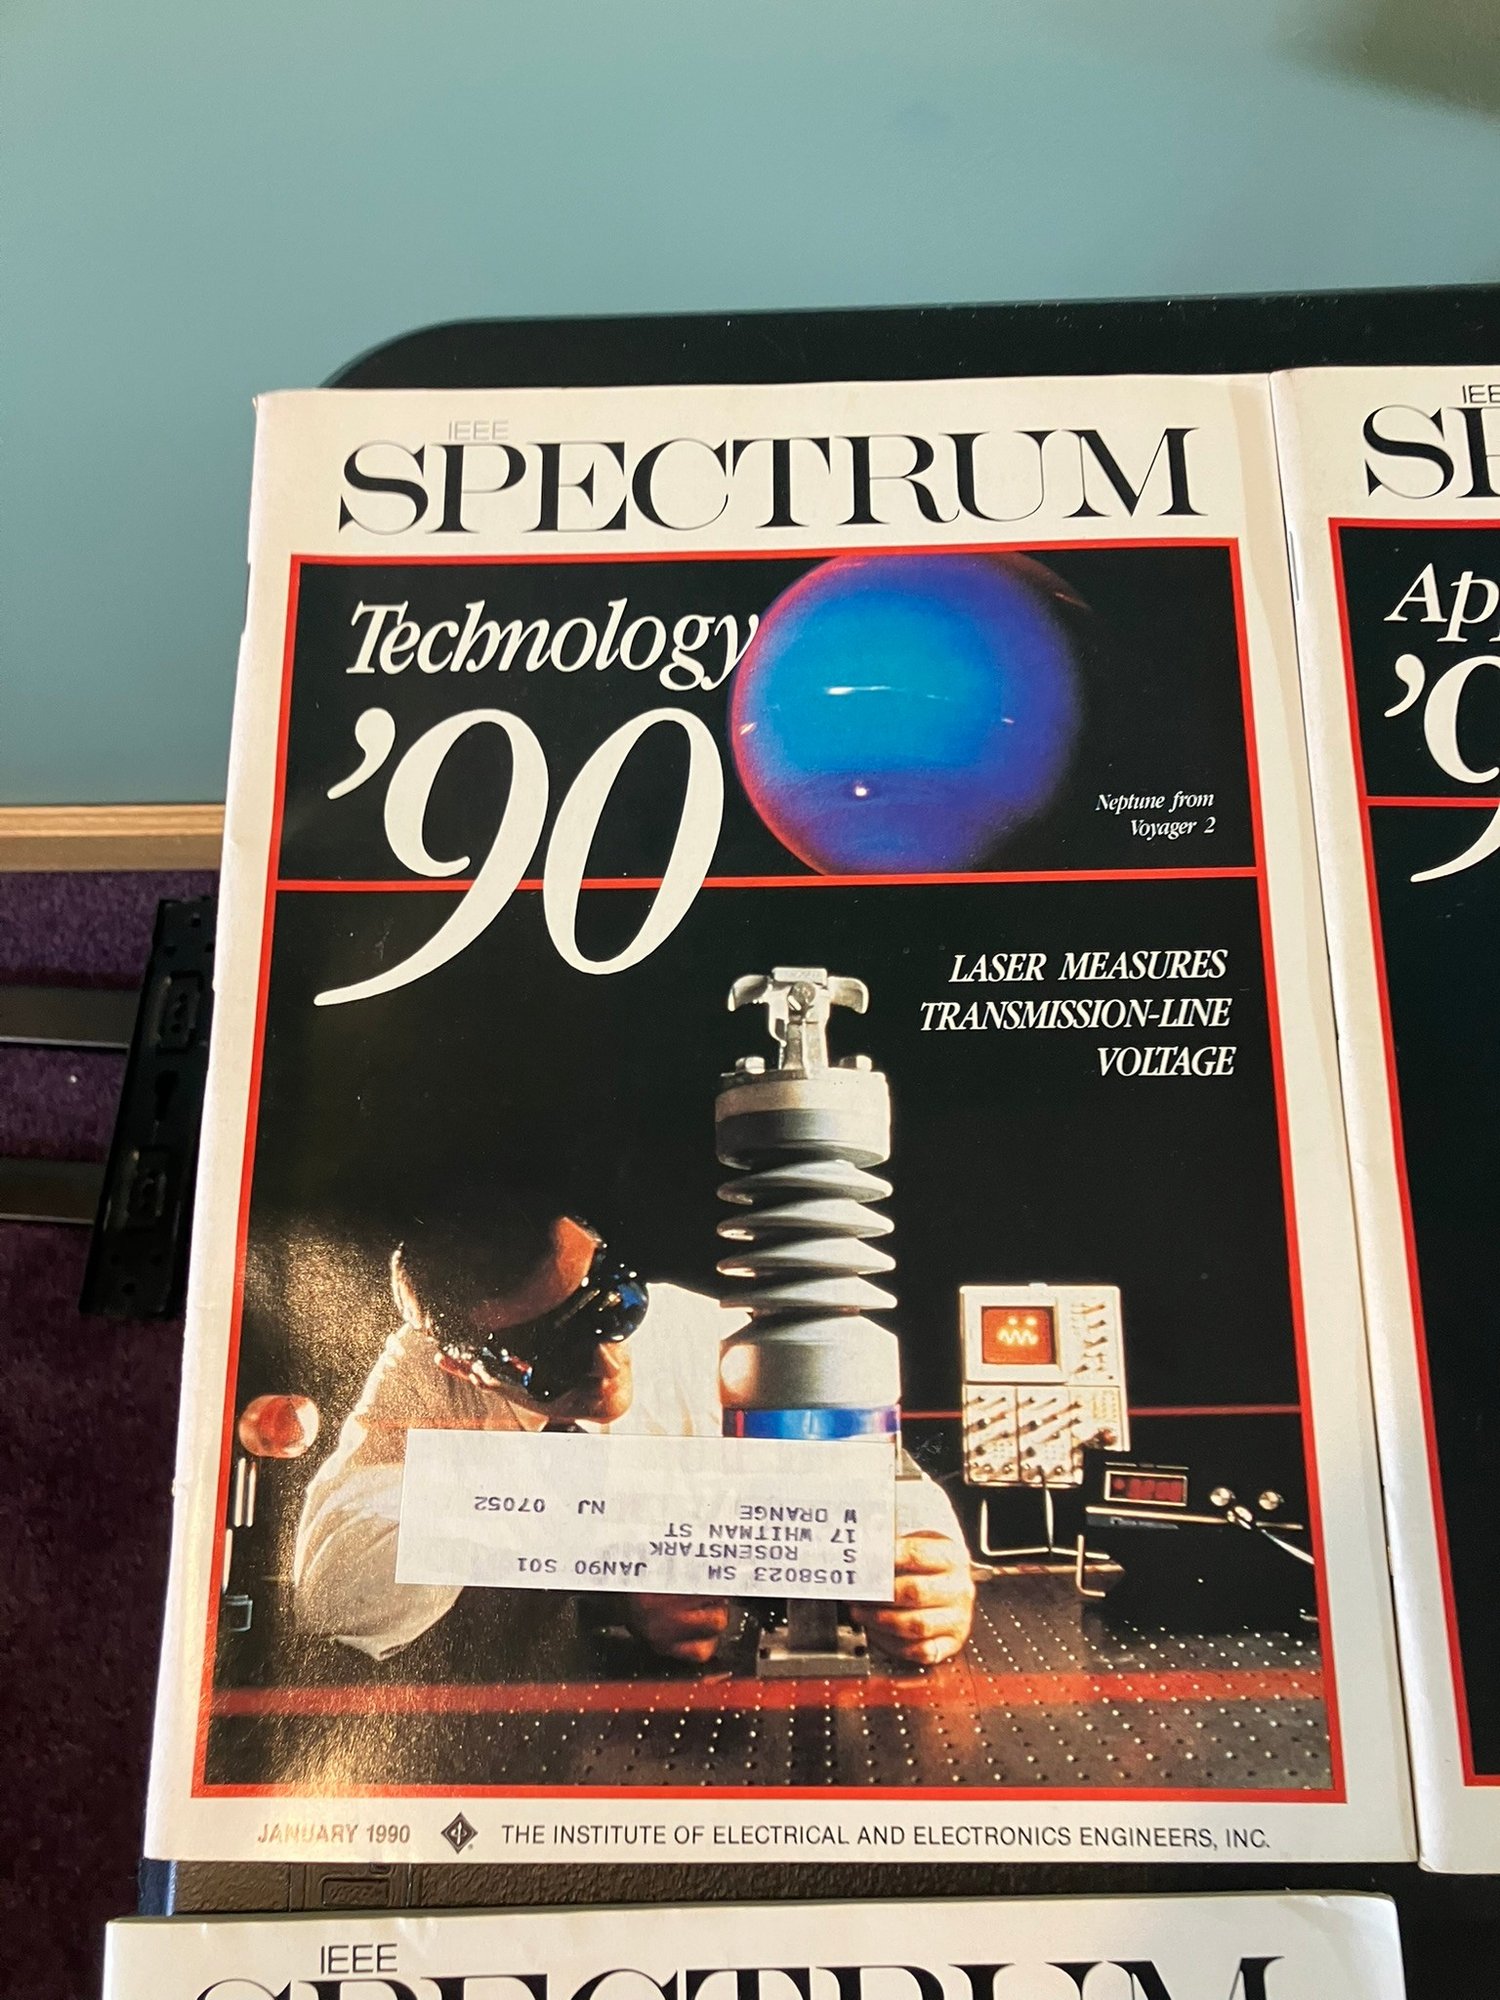 IEEE
SPECTRUM
Technology
'90
Neptune from
Voyager 2
LASER MEASURES
TRANSMISSION-LINE
VOLTAGE
1058023 SM JAN90 S01
S ROSENSTARK
17 WHITMAN ST
W ORANGE NJ 07052
JANUARY 1990 THE INSTITUTE OF ELECTRICAL AND ELECTRONICS ENGINEERS, INC.
IEE
SP
Ap
'9
IEEE
SPECTRUM